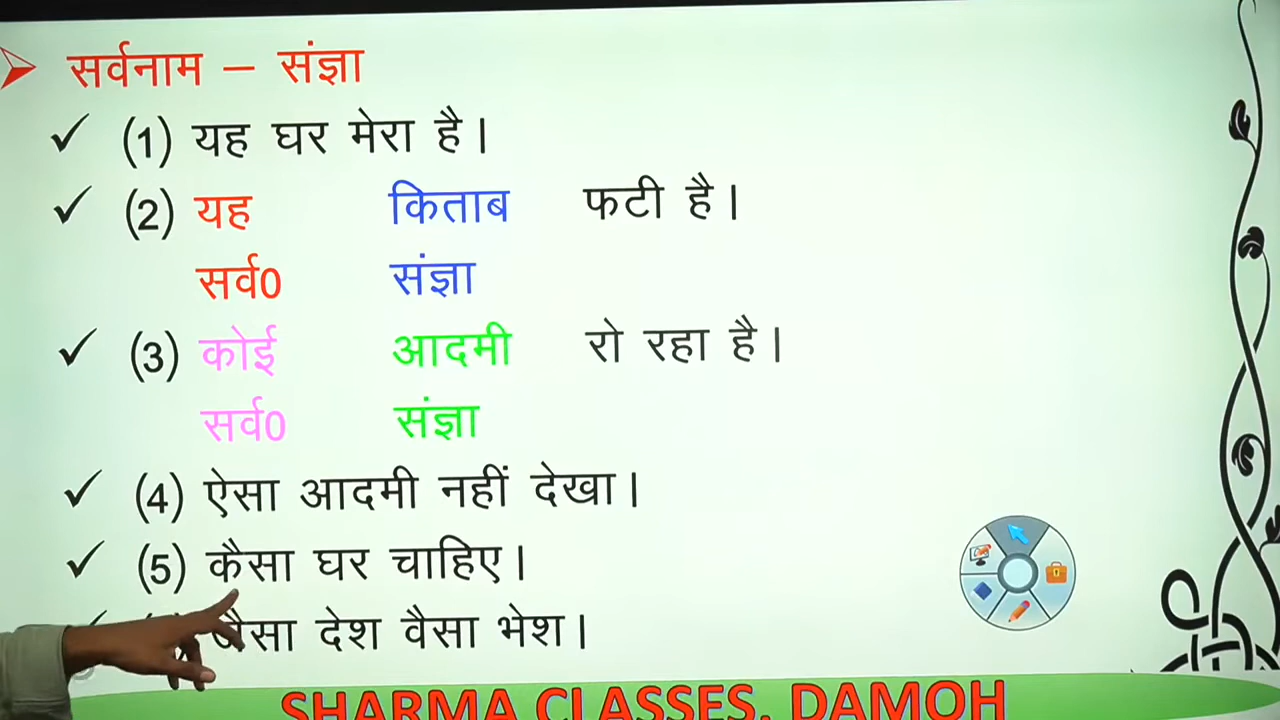 सर्वनाम – संज्ञा
(1) यह घर मेरा है।
(2) यह किताब फटी है।
सर्व0 संज्ञा
(3) कोई आदमी रो रहा है।
सर्व0 संज्ञा
(4) ऐसा आदमी नहीं देखा।
(5) कैसा घर चाहिए।
जैसा देश वैसा भेश।
SHARMA CLASSES, DAMOH